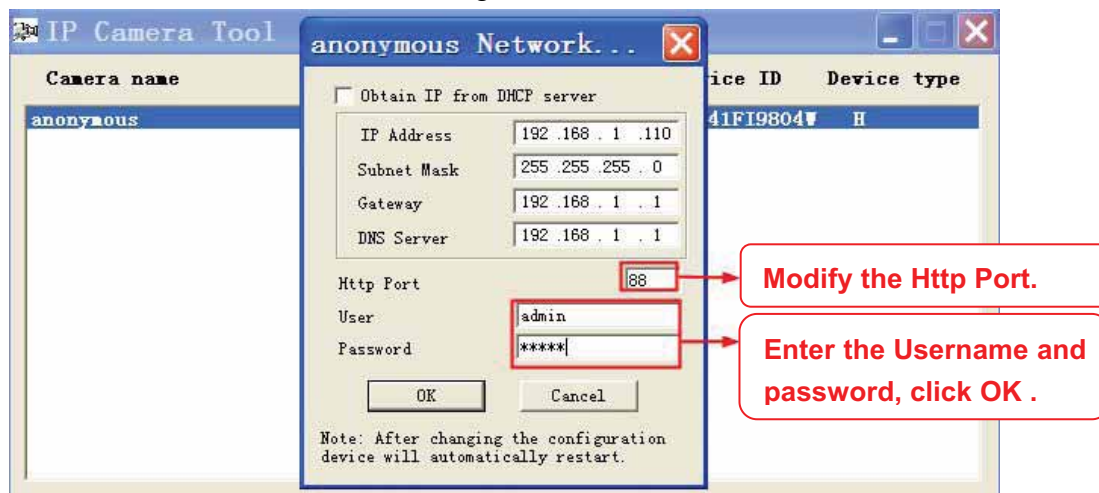 IP Camera Tool
anonymous Network...
Camera name
ice ID Device type
anonymous
41FI9804W H
Obtain IP from DHCP server
IP Address 192 .168 . 1 .110
Subnet Mask 255 .255 .255 . 0
Gateway 192 .168 . 1 . 1
DNS Server 192 .168 . 1 . 1
Http Port 88
User admin
Password *****
OK Cancel
Note: After changing the configuration
device will automatically restart.
Modify the Http Port.
Enter the Username and
password, click OK .